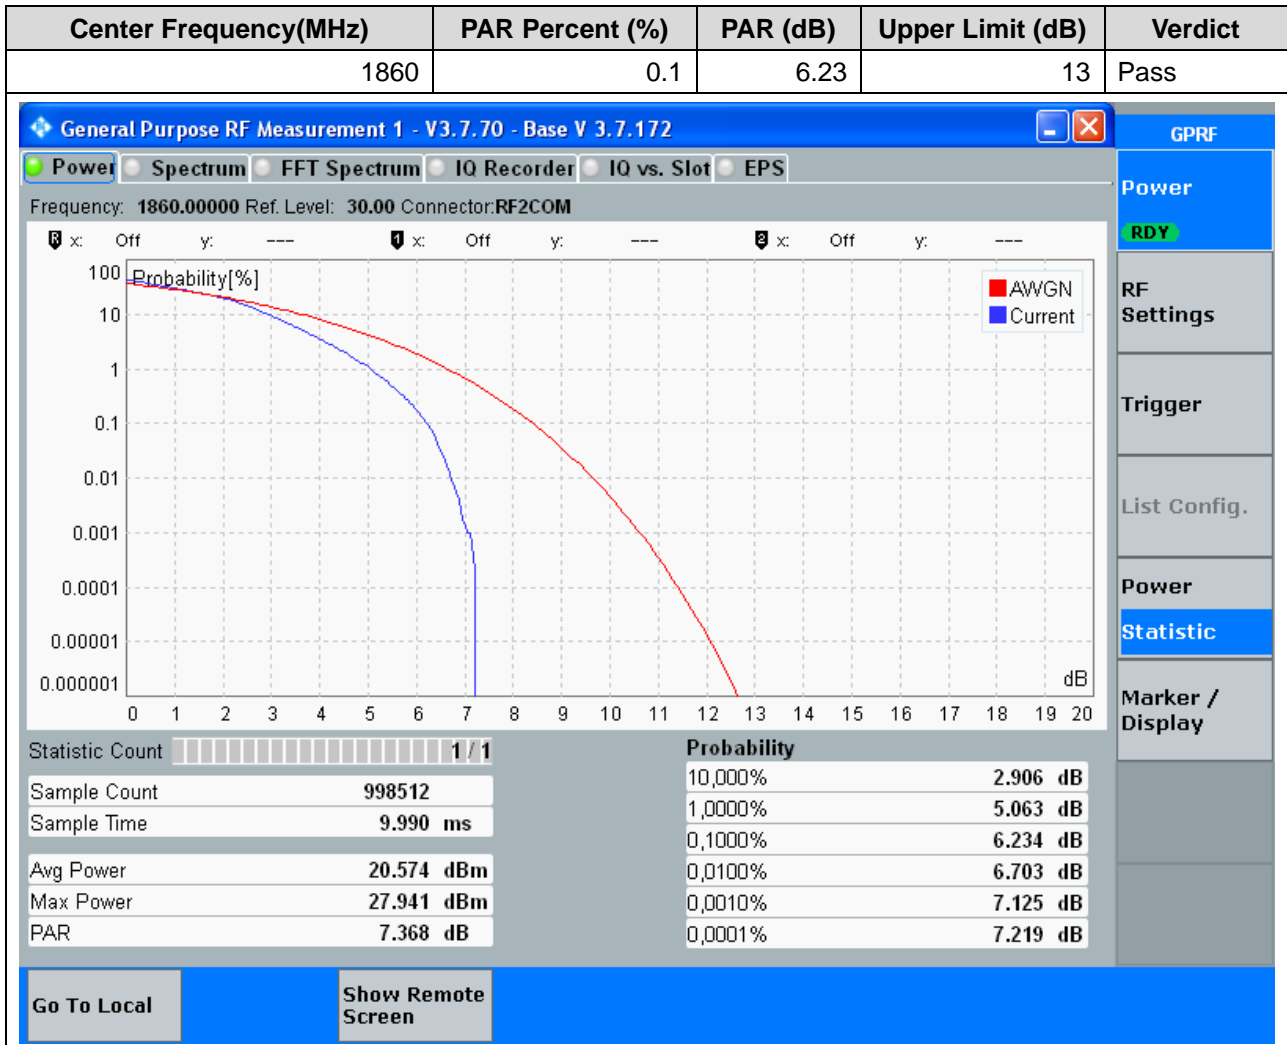 Center Frequency(MHz) PAR Percent (%) PAR (dB) Upper Limit (dB) Verdict
1860 0.1 6.23 13 Pass
General Purpose RF Measurement 1 - V3.7.70 - Base V 3.7.172
GPRF
Power Spectrum FFT Spectrum IQ Recorder IQ vs. Slot EPS
Power
RDY
Frequency: 1860.00000 Ref. Level: 30.00 Connector:RF2COM
R x: Off y: --- 1 x: Off y: --- 2 x: Off y: ---
Probability[%]
AWGN
Current
100
10
1
0.1
0.01
0.001
0.0001
0.00001
0.000001
dB
0 1 2 3 4 5 6 7 8 9 10 11 12 13 14 15 16 17 18 19 20
RF
Settings
Trigger
List Config.
Power
Statistic
Marker /
Display
Statistic Count 1 / 1
Sample Count 998512
Sample Time 9.990 ms
Avg Power 20.574 dBm
Max Power 27.941 dBm
PAR 7.368 dB
Probability
10,000% 2.906 dB
1,0000% 5.063 dB
0,1000% 6.234 dB
0,0100% 6.703 dB
0,0010% 7.125 dB
0,0001% 7.219 dB
Go To Local
Show Remote
Screen